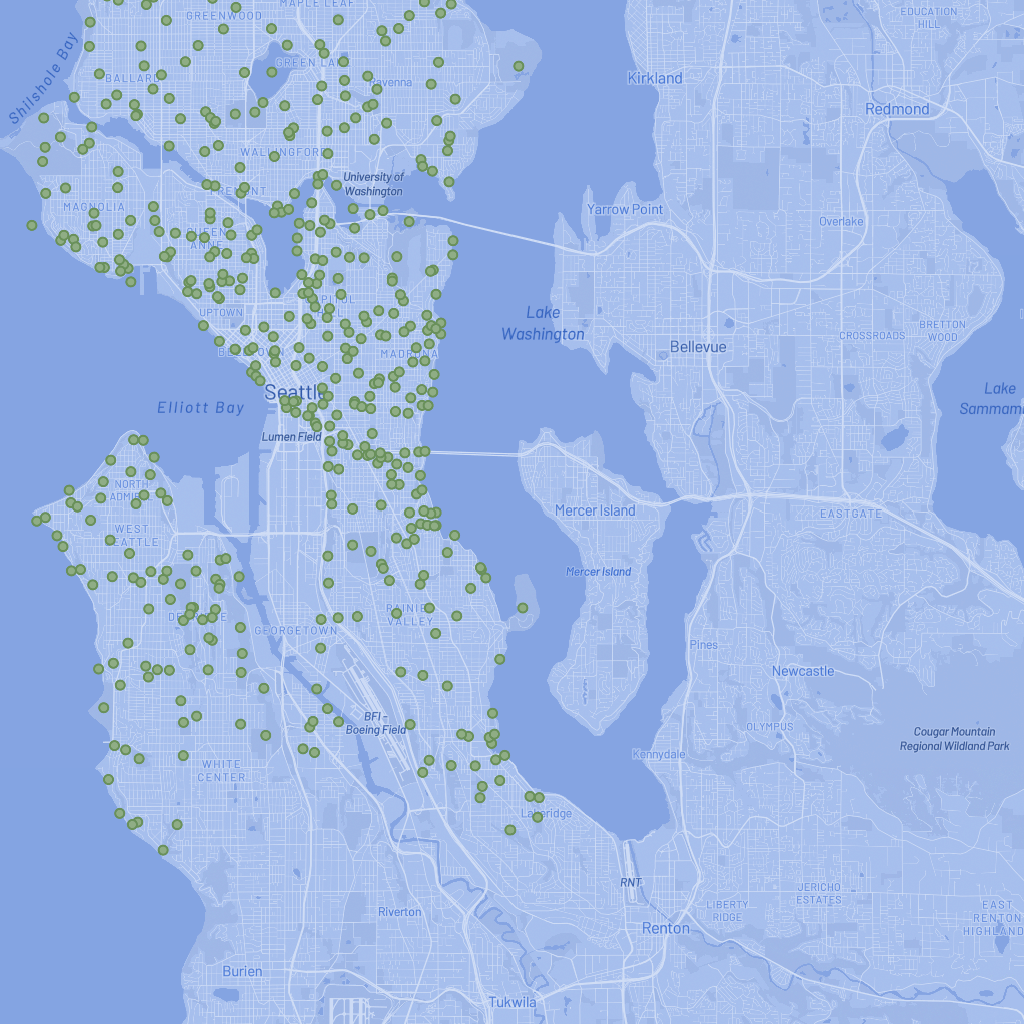 MAPLE LEAF
GREENWOOD
EDUCATION
HILL
Shilshole Bay
BALLARD
GREEN LAKE
Ravenna
Kirkland
Redmond
WALLINGFORD
University of
Washington
FREMONT
MAGNOLIA
Yarrow Point
Overlake
QUEEN
ANNE
UPTOWN
CAPITOL
Lake
Washington
BRETTON
WOOD
CROSSROADS
Bellevue
BELLTOWN
MADRONA
Seattle
Elliott Bay
Lake
Sammam
Lumen Field
NORTH
ADMIRAL
WEST
SEATTLE
Mercer Island
EASTGATE
Mercer Island
DELRIDGE
GEORGETOWN
RAINIER
VALLEY
Pines
Newcastle
BFI -
Boeing Field
OLYMPUS
Cougar Mountain
Regional Wildland Park
Kennydale
WHITE
CENTER
Lakeridge
RNT
JERICHO
ESTATES
LIBERTY
RIDGE
EAST
RENTON
HIGHLAND
Riverton
Renton
Burien
Tukwila